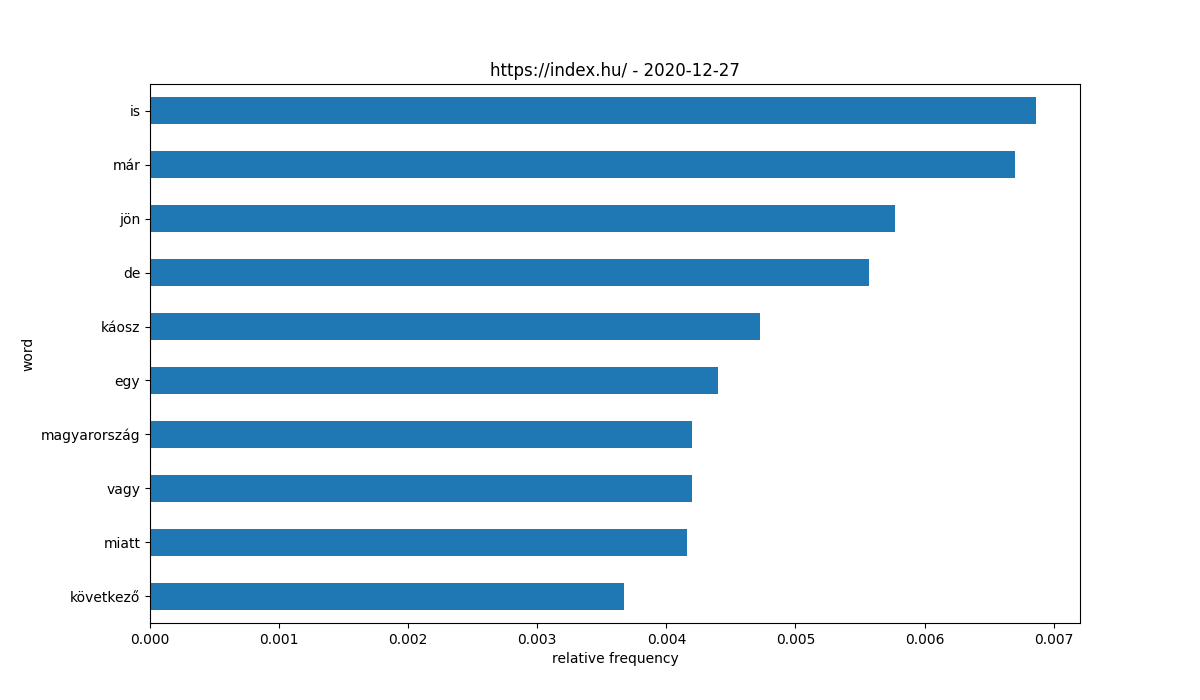 https://index.hu/ - 2020-12-27
is
már
jön
de
káosz
egy
magyarország
vagy
miatt
következő
word
0.000 0.001 0.002 0.003 0.004 0.005 0.006 0.007
relative frequency